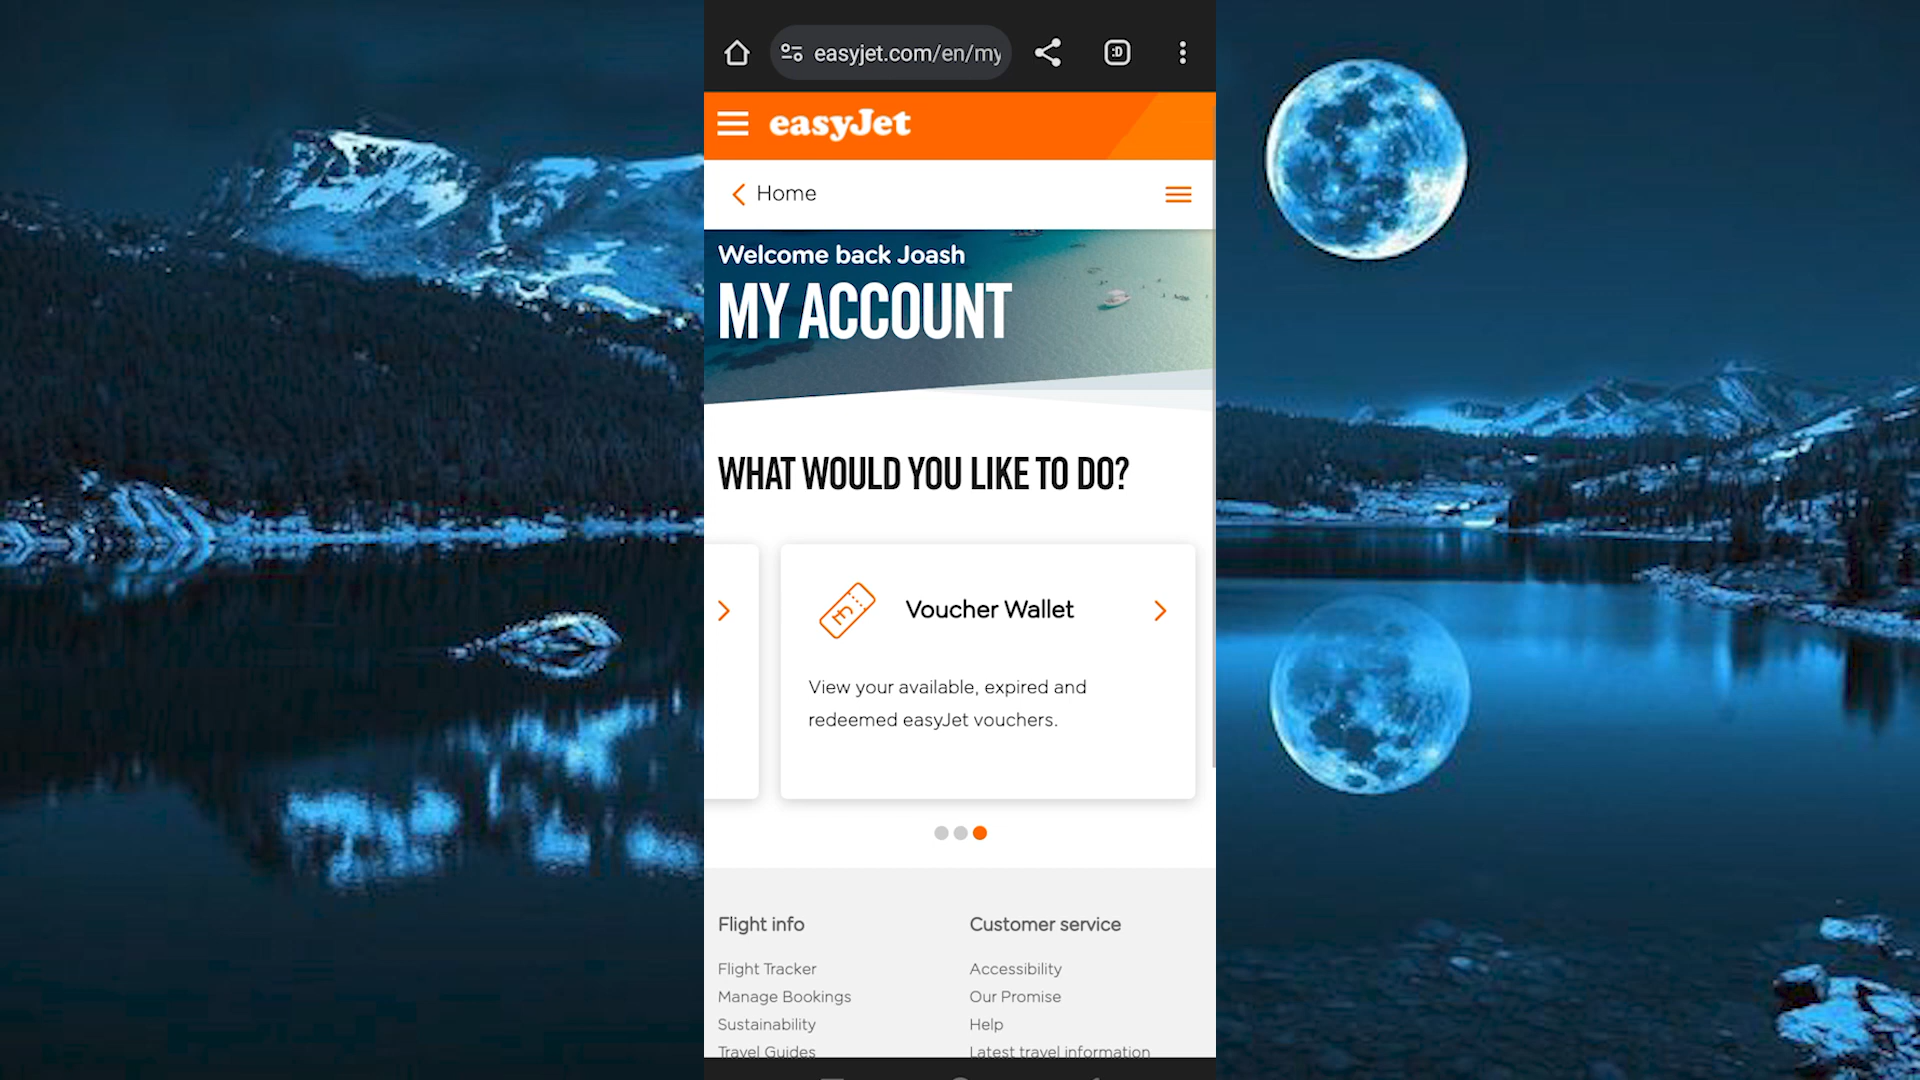 easyjet.com/en/my
easyJet
Home
Welcome back Joash
MY ACCOUNT
WHAT WOULD YOU LIKE TO DO?
Voucher Wallet
View your available, expired and
redeemed easyJet vouchers.
Flight info
Flight Tracker
Manage Bookings
Sustainability
Travel Guides
Customer service
Accessibility
Our Promise
Help
Latest travel information